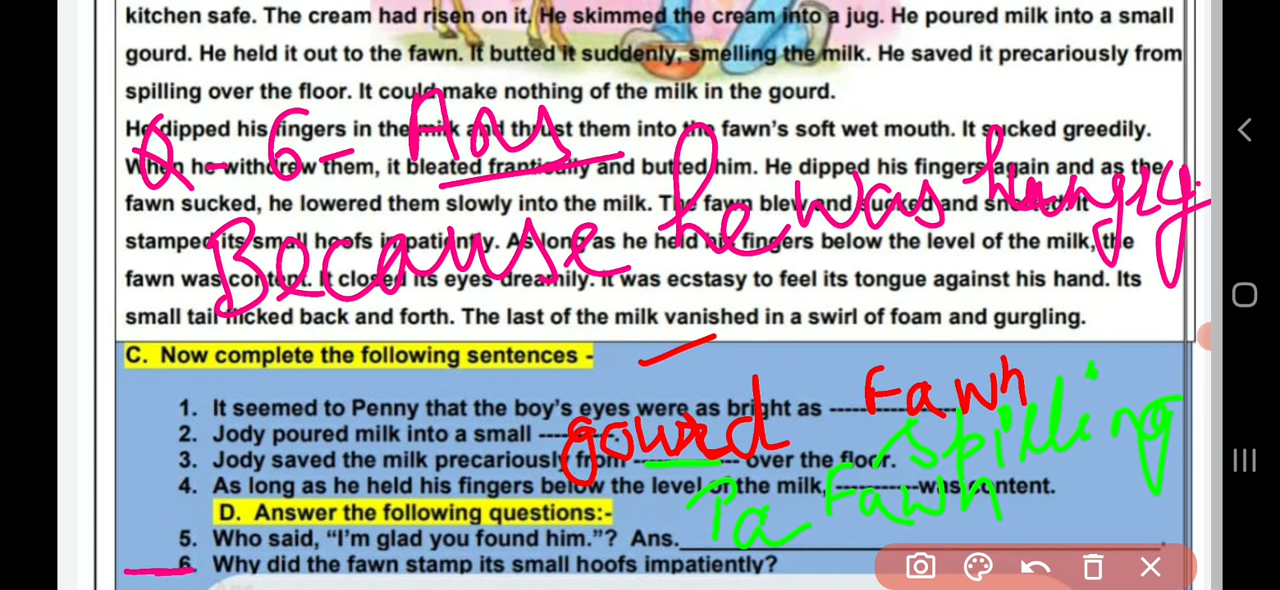 kitchen safe. The cream had risen on it. He skimmed the cream into a jug. He poured milk into a small
gourd. He held it out to the fawn. It butted it suddenly, smelling the milk. He saved it precariously from
spilling over the floor. It could make nothing of the milk in the gourd.
He dipped his fingers in the milk and thrust them into the fawn's soft wet mouth. It sucked greedily.
When he withdrew them, it bleated frantically and butted him. He dipped his fingers again and as the
fawn sucked, he lowered them slowly into the milk. The fawn blew and sucked and snorted. It
stamped its small hoofs impatiently. As long as he held his fingers below the level of the milk, the
fawn was content. It closed its eyes dreamily. It was ecstasy to feel its tongue against his hand. Its
small tail flicked back and forth. The last of the milk vanished in a swirl of foam and gurgling.
Q-6- Ans
Because he was hungry.
C. Now complete the following sentences -
1. It seemed to Penny that the boy's eyes were as bright as ---------- Fawn
2. Jody poured milk into a small ---------. gourd
3. Jody saved the milk precariously from ---------- over the floor. spilling
4. As long as he held his fingers below the level of the milk, ----------was content. Fawn
D. Answer the following questions:-
5. Who said, "I'm glad you found him."? Ans.____________ . Pa
6. Why did the fawn stamp its small hoofs impatiently?